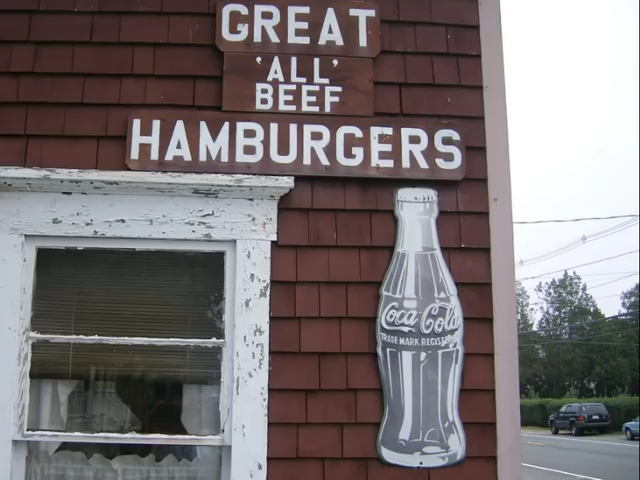 GREAT
'ALL'
BEEF
HAMBURGERS
Coca Cola
TRADE MARK REGISTERED